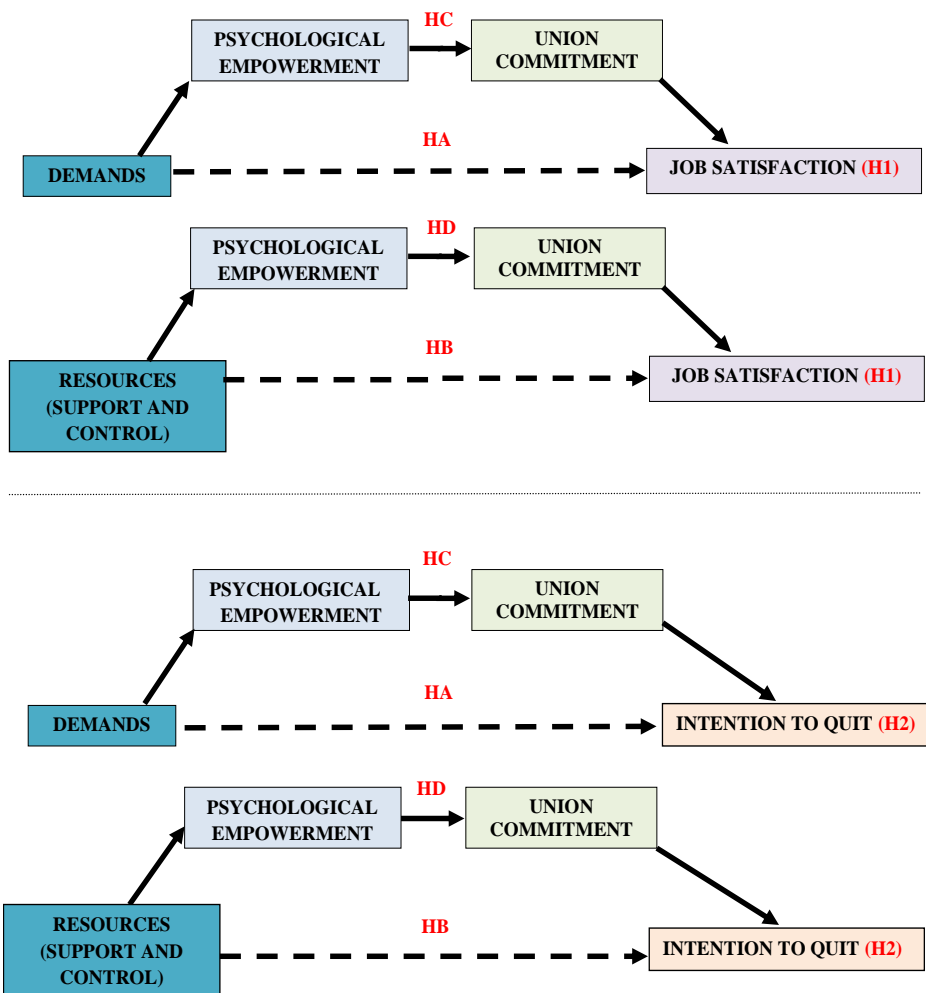 HC
PSYCHOLOGICAL
EMPOWERMENT
UNION
COMMITMENT
HA
DEMANDS
JOB SATISFACTION (H1)
HD
PSYCHOLOGICAL
EMPOWERMENT
UNION
COMMITMENT
HB
RESOURCES
(SUPPORT AND
CONTROL)
JOB SATISFACTION (H1)
HC
PSYCHOLOGICAL
EMPOWERMENT
UNION
COMMITMENT
HA
DEMANDS
INTENTION TO QUIT (H2)
HD
PSYCHOLOGICAL
EMPOWERMENT
UNION
COMMITMENT
HB
RESOURCES
(SUPPORT AND
CONTROL)
INTENTION TO QUIT (H2)